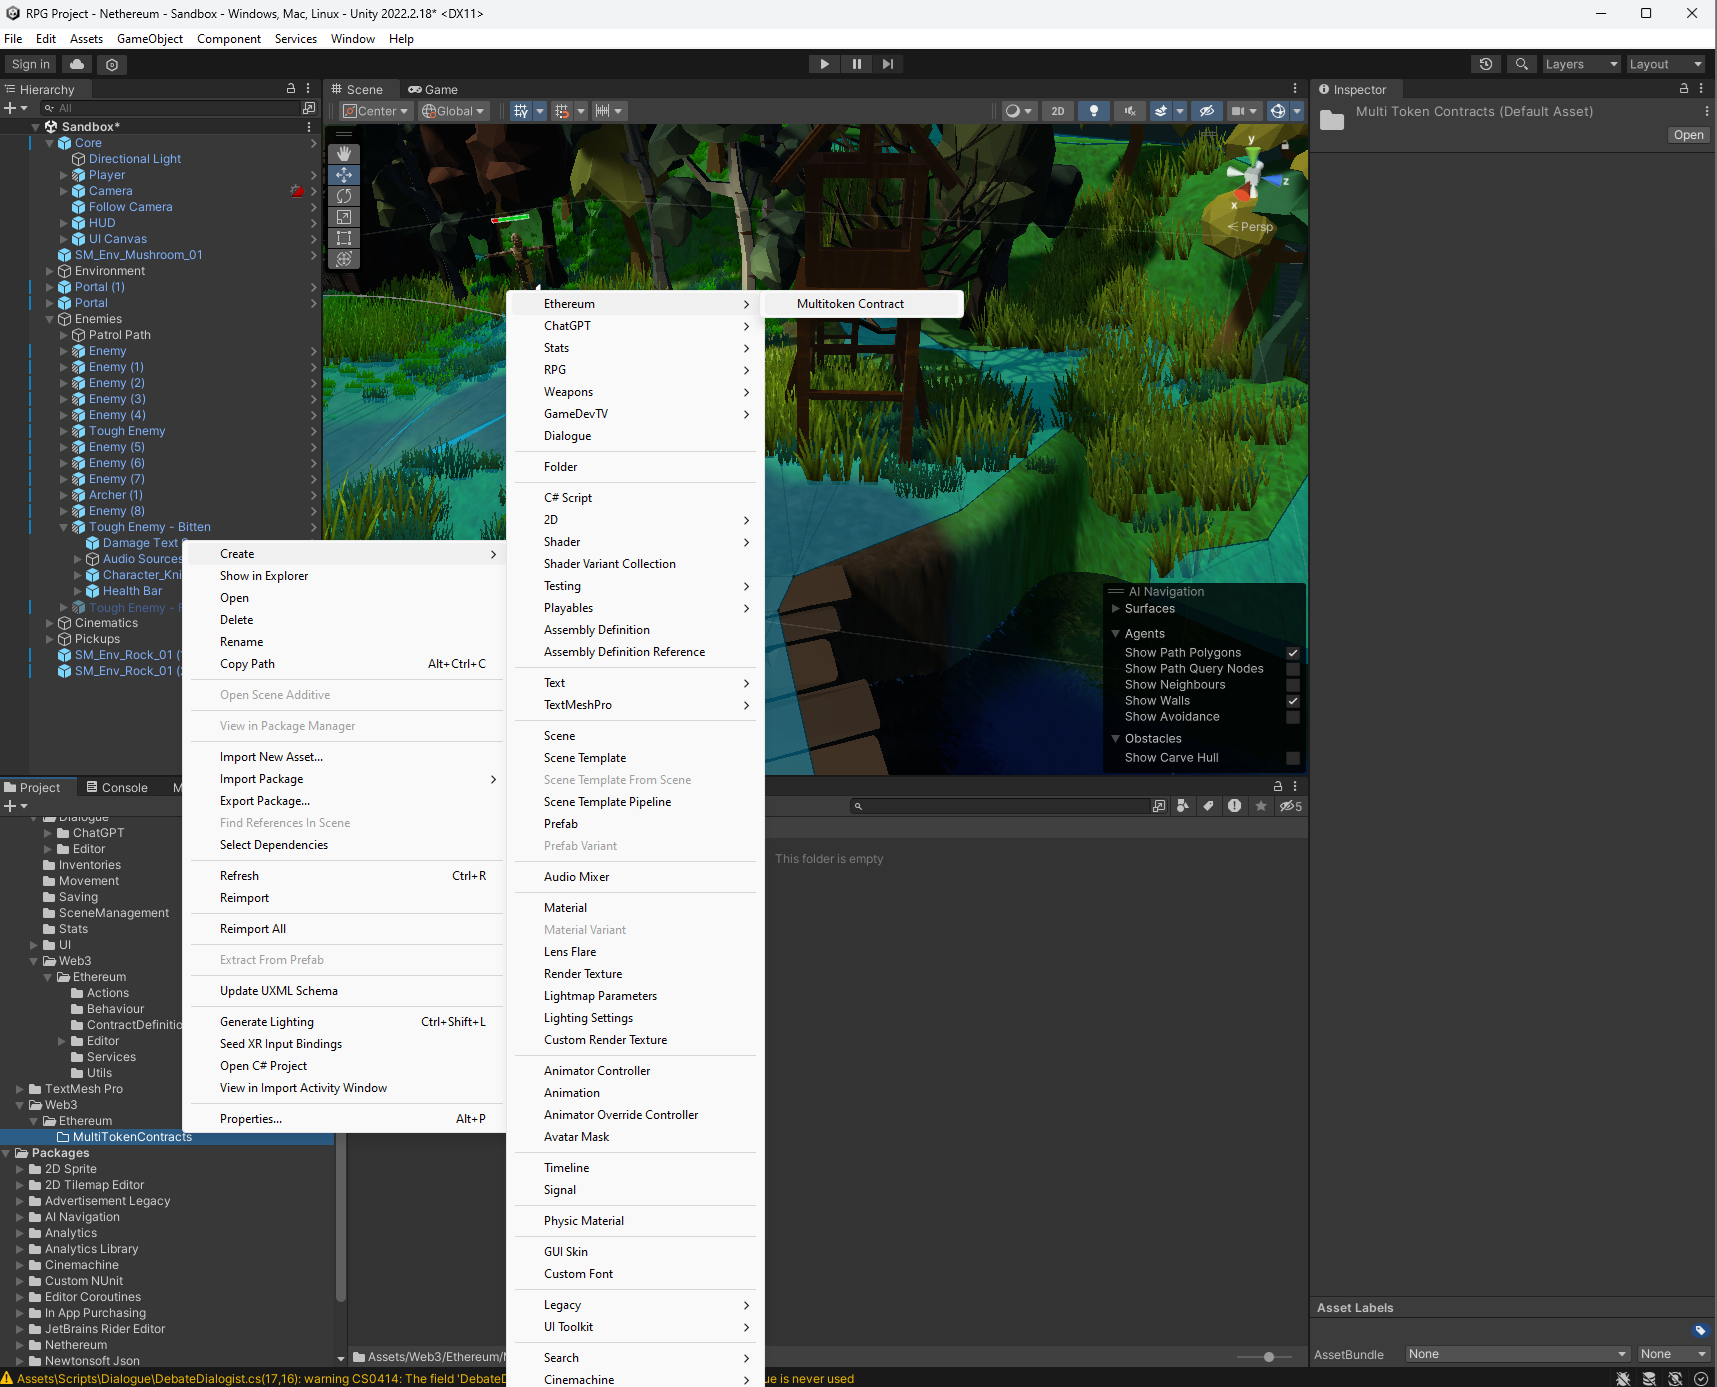 RPG Project - Nethereum - Sandbox - Windows, Mac, Linux - Unity 2022.2.18* <DX11>
File Edit Assets GameObject Component Services Window Help
Sign in
Layers
Layout
Hierarchy
All
Sandbox*
Core
Directional Light
Player
Camera
Follow Camera
HUD
UI Canvas
SM_Env_Mushroom_01
Environment
Portal (1)
Portal
Enemies
Patrol Path
Enemy
Enemy (1)
Enemy (2)
Enemy (3)
Enemy (4)
Tough Enemy
Enemy (5)
Enemy (6)
Enemy (7)
Archer (1)
Enemy (8)
Tough Enemy - Bitten
Damage Text
Audio Sources
Character_Kni
Health Bar
Tough Enemy -
Cinematics
Pickups
SM_Env_Rock_01
SM_Env_Rock_01
Scene
Game
Center
Global
2D
y
z
x
Persp
AI Navigation
Surfaces
Agents
Show Path Polygons
Show Path Query Nodes
Show Neighbours
Show Walls
Show Avoidance
Obstacles
Show Carve Hull
Inspector
Multi Token Contracts (Default Asset)
Open
Create
Show in Explorer
Open
Delete
Rename
Copy Path Alt+Ctrl+C
Open Scene Additive
View in Package Manager
Import New Asset...
Import Package
Export Package...
Find References In Scene
Select Dependencies
Refresh Ctrl+R
Reimport
Reimport All
Extract From Prefab
Update UXML Schema
Generate Lighting Ctrl+Shift+L
Seed XR Input Bindings
Open C# Project
View in Import Activity Window
Properties... Alt+P
Ethereum
ChatGPT
Stats
RPG
Weapons
GameDevTV
Dialogue
Folder
C# Script
2D
Shader
Shader Variant Collection
Testing
Playables
Assembly Definition
Assembly Definition Reference
Text
TextMeshPro
Scene
Scene Template
Scene Template From Scene
Scene Template Pipeline
Prefab
Prefab Variant
Audio Mixer
Material
Material Variant
Lens Flare
Render Texture
Lightmap Parameters
Lighting Settings
Custom Render Texture
Animator Controller
Animation
Animator Override Controller
Avatar Mask
Timeline
Signal
Physic Material
GUI Skin
Custom Font
Legacy
UI Toolkit
Search
Cinemachine
Multitoken Contract
Project
Console
M
Dialogue
ChatGPT
Editor
Inventories
Movement
Saving
SceneManagement
Stats
UI
Web3
Ethereum
Actions
Behaviour
ContractDefinitio
Editor
Services
Utils
TextMesh Pro
Web3
Ethereum
MultiTokenContracts
Packages
2D Sprite
2D Tilemap Editor
Advertisement Legacy
AI Navigation
Analytics
Analytics Library
Cinemachine
Custom NUnit
Editor Coroutines
In App Purchasing
JetBrains Rider Editor
Nethereum
Newtonsoft Json
5
This folder is empty
Assets/Web3/Ethereum/
Asset Labels
AssetBundle None None
Assets\Scripts\Dialogue\DebateDialogist.cs(17,16): warning CS0414: The field 'DebateD
ue is never used